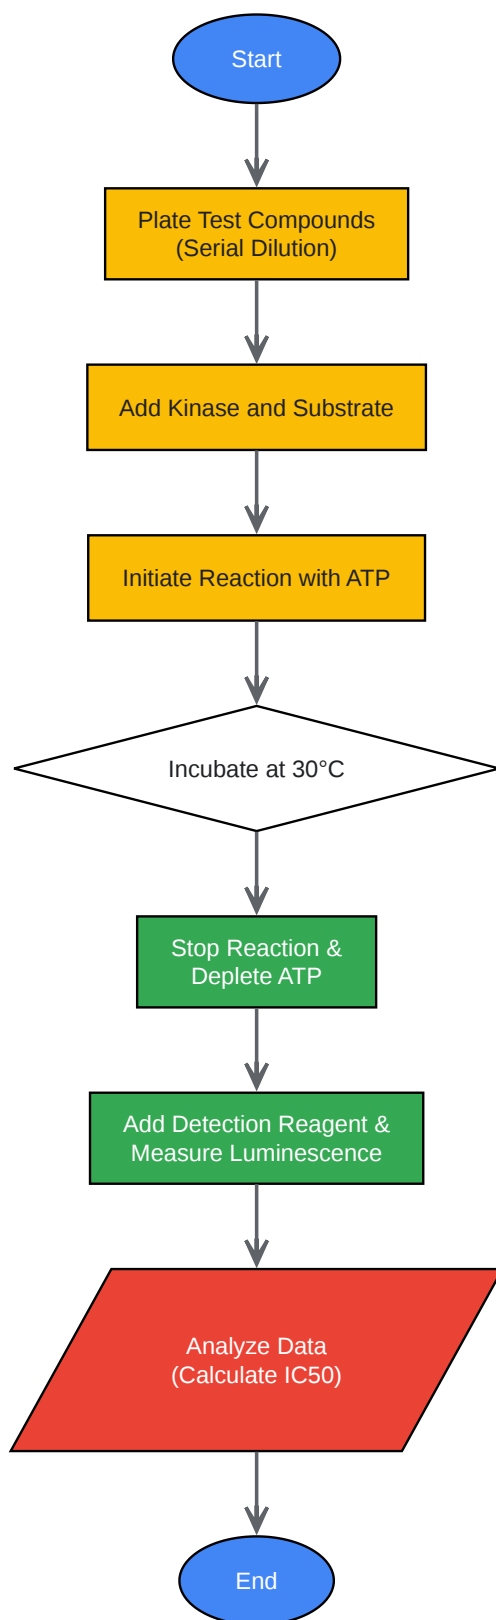 Start
Plate Test Compounds
(Serial Dilution)
Add Kinase and Substrate
Initiate Reaction with ATP
Incubate at 30°C
Stop Reaction &
Deplete ATP
Add Detection Reagent &
Measure Luminescence
Analyze Data
(Calculate IC50)
End